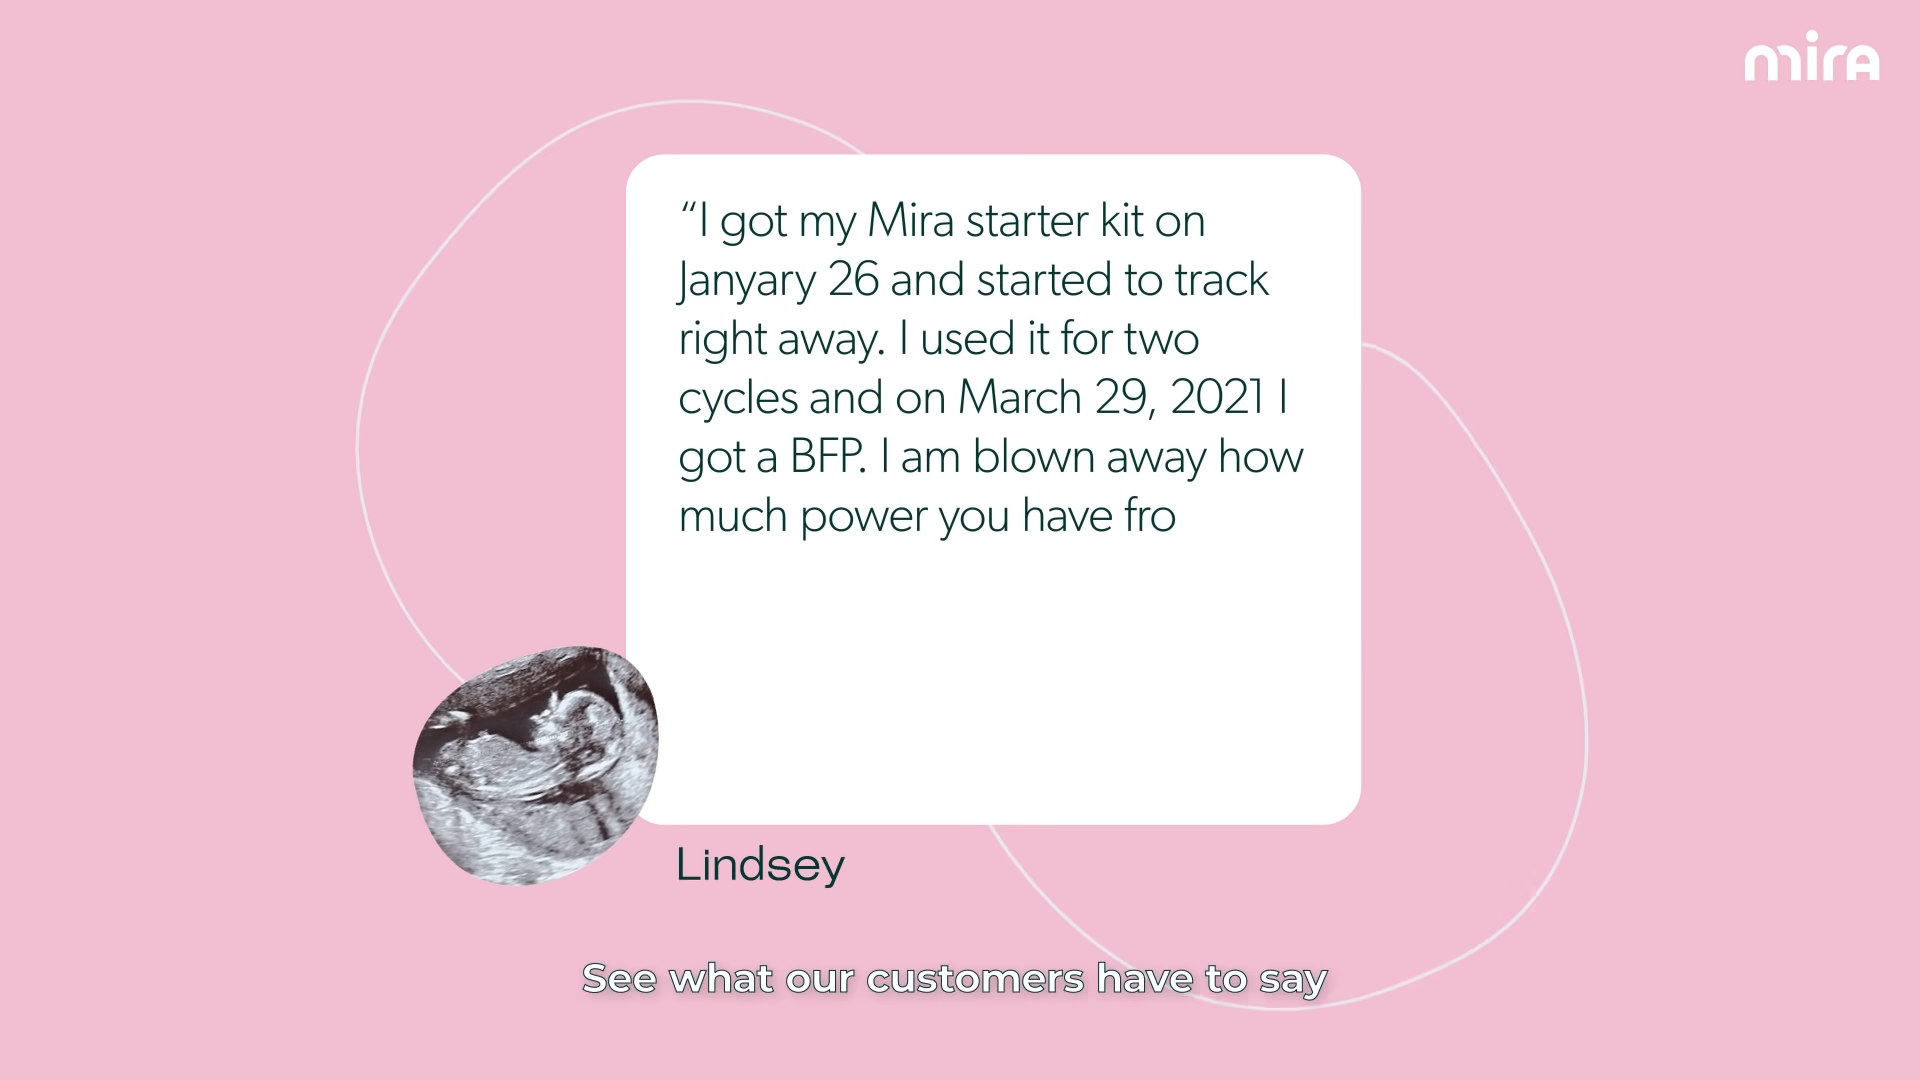 mira
“I got my Mira starter kit on
Janyary 26 and started to track
right away. I used it for two
cycles and on March 29, 2021 I
got a BFP. I am blown away how
much power you have fro
Lindsey
See what our customers have to say